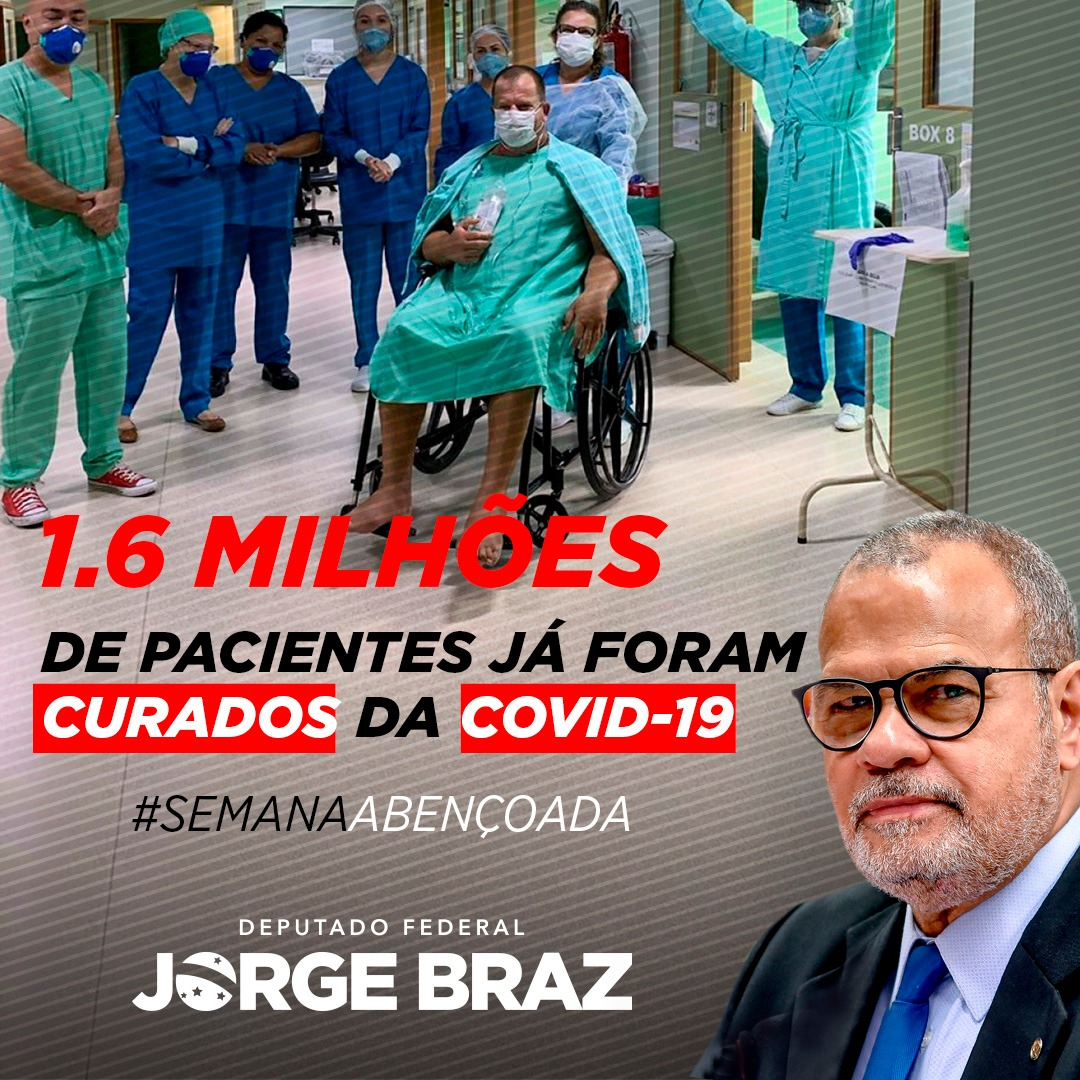 BOX 8
1.6 MILHÕES
DE PACIENTES JÁ FORAM
CURADOS DA COVID-19
#SEMANAABENÇOADA
DEPUTADO FEDERAL
JORGE BRAZ